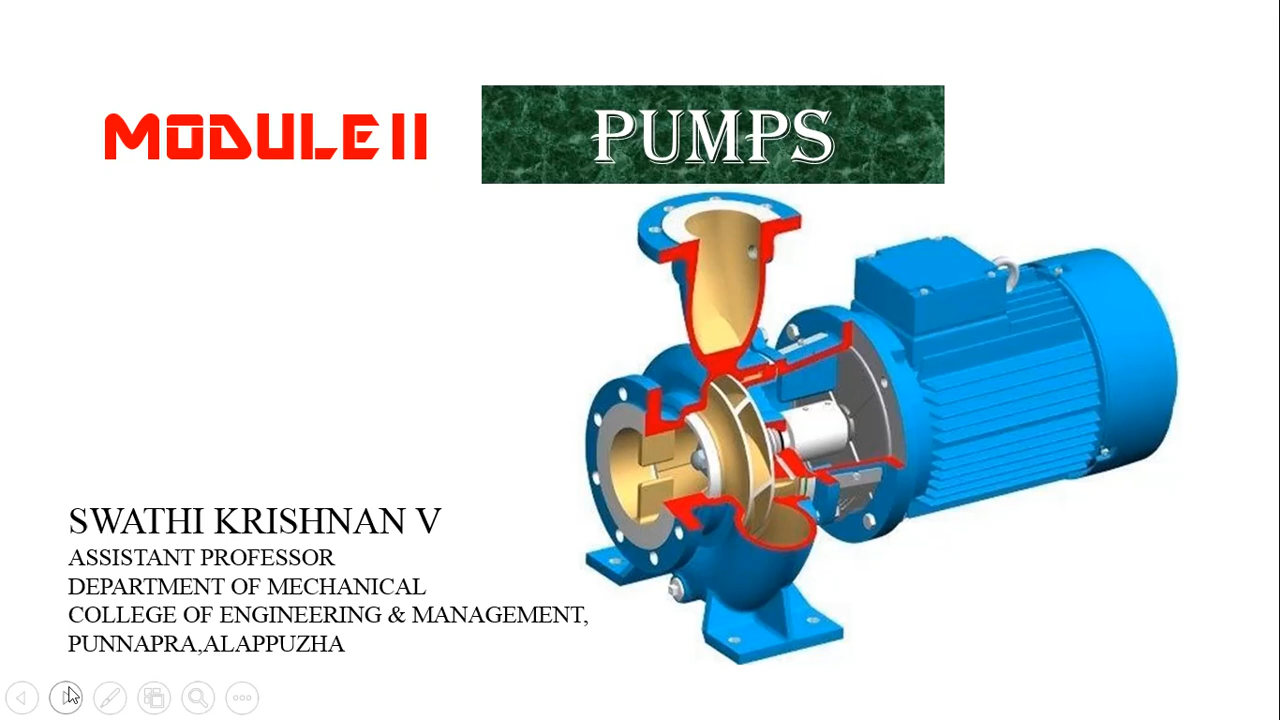 MODULE II
PUMPS
SWATHI KRISHNAN V
ASSISTANT PROFESSOR
DEPARTMENT OF MECHANICAL
COLLEGE OF ENGINEERING & MANAGEMENT,
PUNNAPRA,ALAPPUZHA